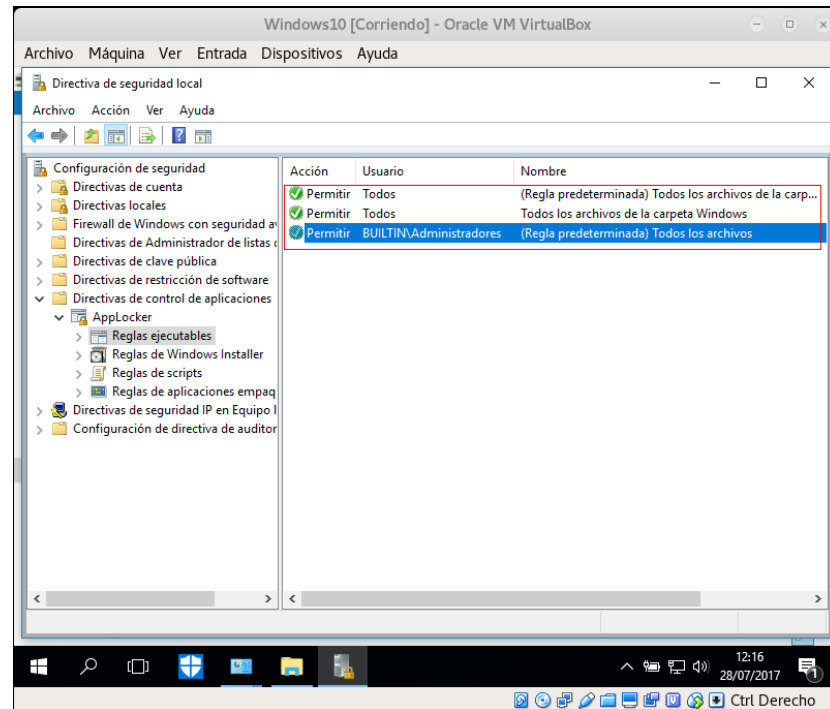 Windows10 [Corriendo] - Oracle VM VirtualBox
Archivo Máquina Ver Entrada Dispositivos Ayuda
Directiva de seguridad local
Archivo Acción Ver Ayuda
Configuración de seguridad
Directivas de cuenta
Directivas locales
Firewall de Windows con seguridad av
Directivas de Administrador de listas c
Directivas de clave pública
Directivas de restricción de software
Directivas de control de aplicaciones
AppLocker
Reglas ejecutables
Reglas de Windows Installer
Reglas de scripts
Reglas de aplicaciones empaq
Directivas de seguridad IP en Equipo l
Configuración de directiva de auditor
Acción Usuario Nombre
Permitir Todos (Regla predeterminada) Todos los archivos de la carp...
Permitir Todos Todos los archivos de la carpeta Windows
Permitir BUILTIN\Administradores (Regla predeterminada) Todos los archivos
12:16
28/07/2017
1
Ctrl Derecho